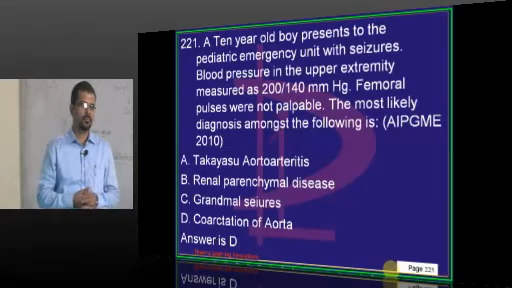 221. A Ten year old boy presents to the
pediatric emergency unit with seizures.
Blood pressure in the upper extremity
measured as 200/140 mm Hg. Femoral
pulses were not palpable. The most likely
diagnosis amongst the following is: (AIPGME
2010)
A. Takayasu Aortoarteritis
B. Renal parenchymal disease
C. Grandmal seiures
D. Coarctation of Aorta
Answer is D
Page 221